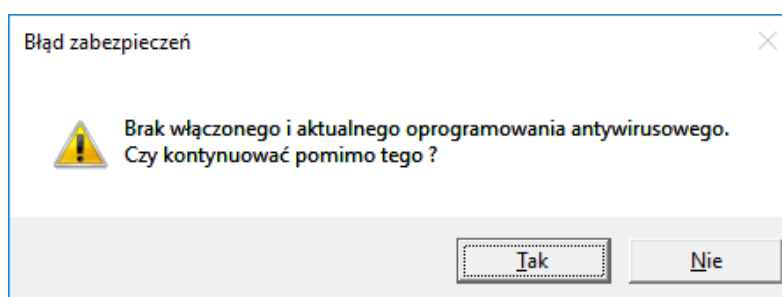 Błąd zabezpieczeń
Brak włączonego i aktualnego oprogramowania antywirusowego.
Czy kontynuować pomimo tego ?
Tak
Nie